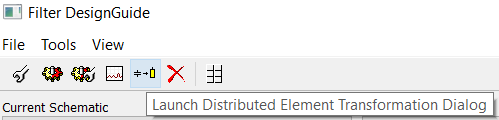 Filter DesignGuide
File Tools View
Current Schematic
Launch Distributed Element Transformation Dialog